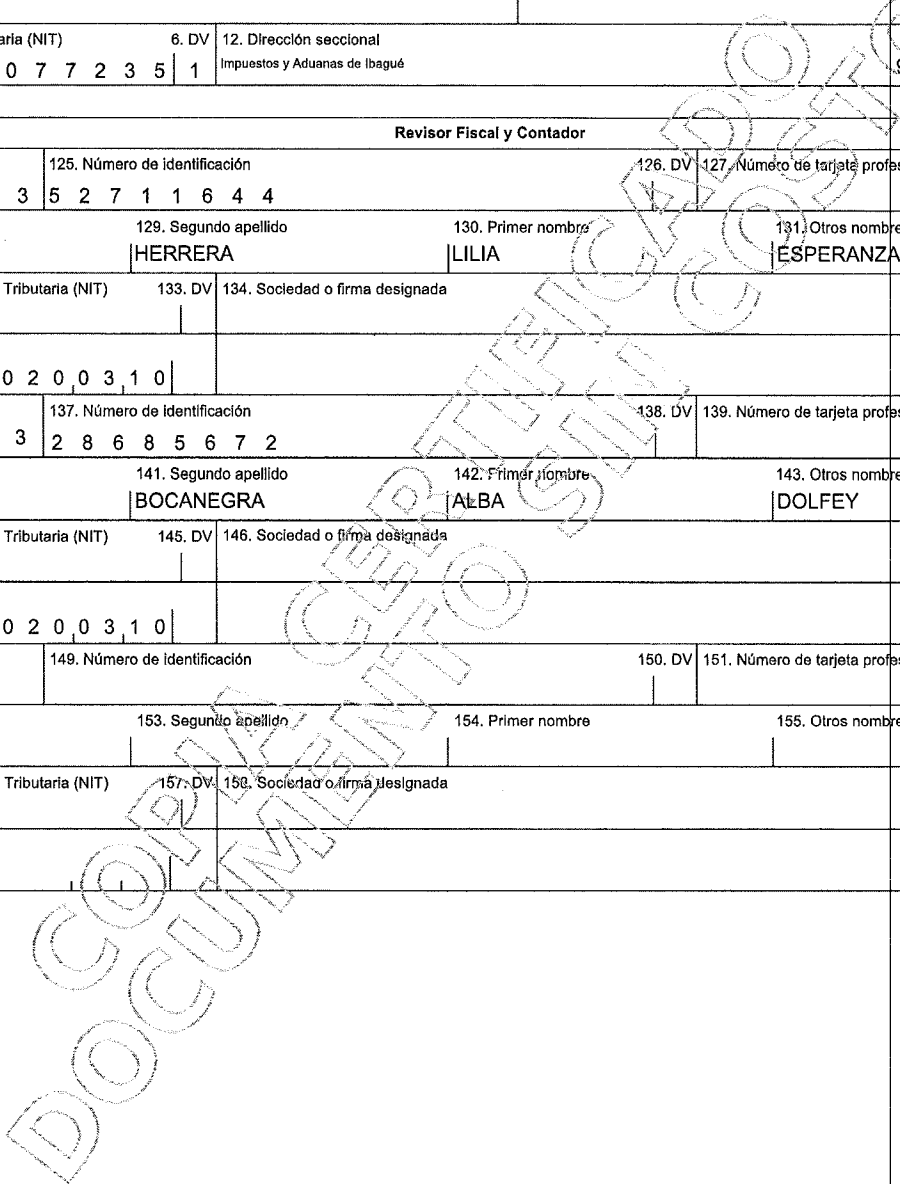 aria (NIT) 6. DV 12. Dirección seccional
0 7 7 2 3 5 1 Impuestos y Aduanas de Ibagué
Revisor Fiscal y Contador
125. Número de identificación 126. DV 127. Número de tarjeta profes
3 5 2 7 1 1 6 4 4
129. Segundo apellido 130. Primer nombre 131. Otros nombre
HERRERA LILIA ESPERANZA
Tributaria (NIT) 133. DV 134. Sociedad o firma designada
0 2 0 0 3 1 0
137. Número de identificación 138. DV 139. Número de tarjeta profes
3 2 8 6 8 5 6 7 2
141. Segundo apellido 142. Primer nombre 143. Otros nombre
BOCANEGRA ALBA DOLFEY
Tributaria (NIT) 145. DV 146. Sociedad o firma designada
0 2 0 0 3 1 0
149. Número de identificación 150. DV 151. Número de tarjeta profes
153. Segundo apellido 154. Primer nombre 155. Otros nombre
Tributaria (NIT) 157. DV 158. Sociedad o firma designada
COPIA CERTIFICADO
DOCUMENTO SIN COSTO